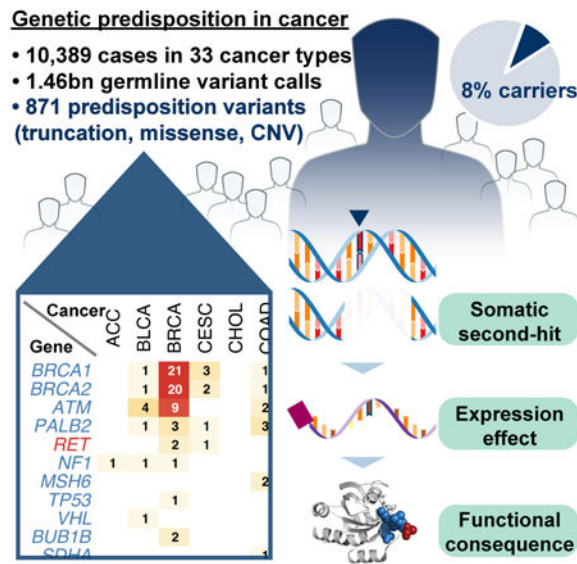 Genetic predisposition in cancer
• 10,389 cases in 33 cancer types
• 1.46bn germline variant calls
• 871 predisposition variants
(truncation, missense, CNV)
8% carriers
Cancer
Gene
ACC
BLCA
BRCA
CESC
CHOL
COAD
BRCA1 1 21 3 1
BRCA2 1 20 2 1
ATM 4 9 2
PALB2 1 3 1 3
RET 2 1
NF1 1 1 1
MSH6 2
TP53 1
VHL 1
BUB1B 2
SDHA 1
Somatic
second-hit
Expression
effect
Functional
consequence